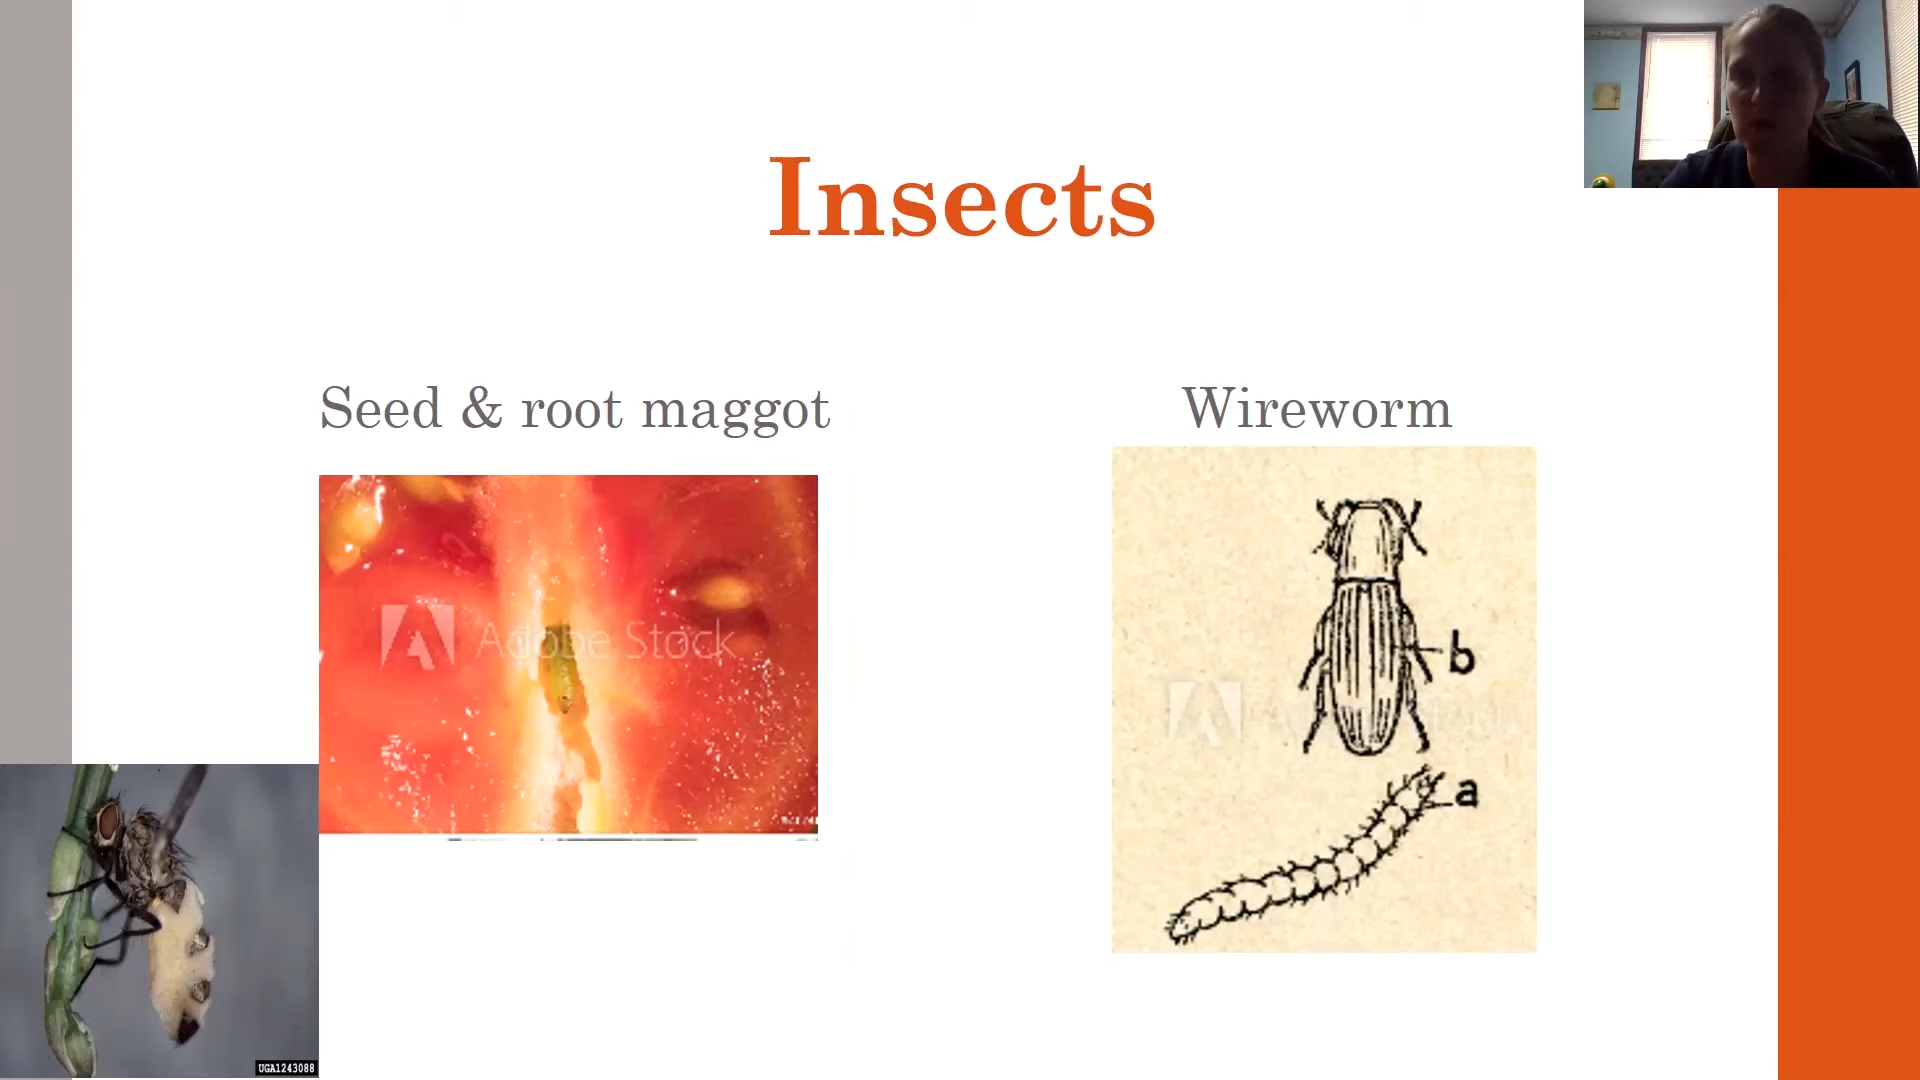 Insects
Seed & root maggot
Wireworm
Adobe Stock
b
a
UGA1243088